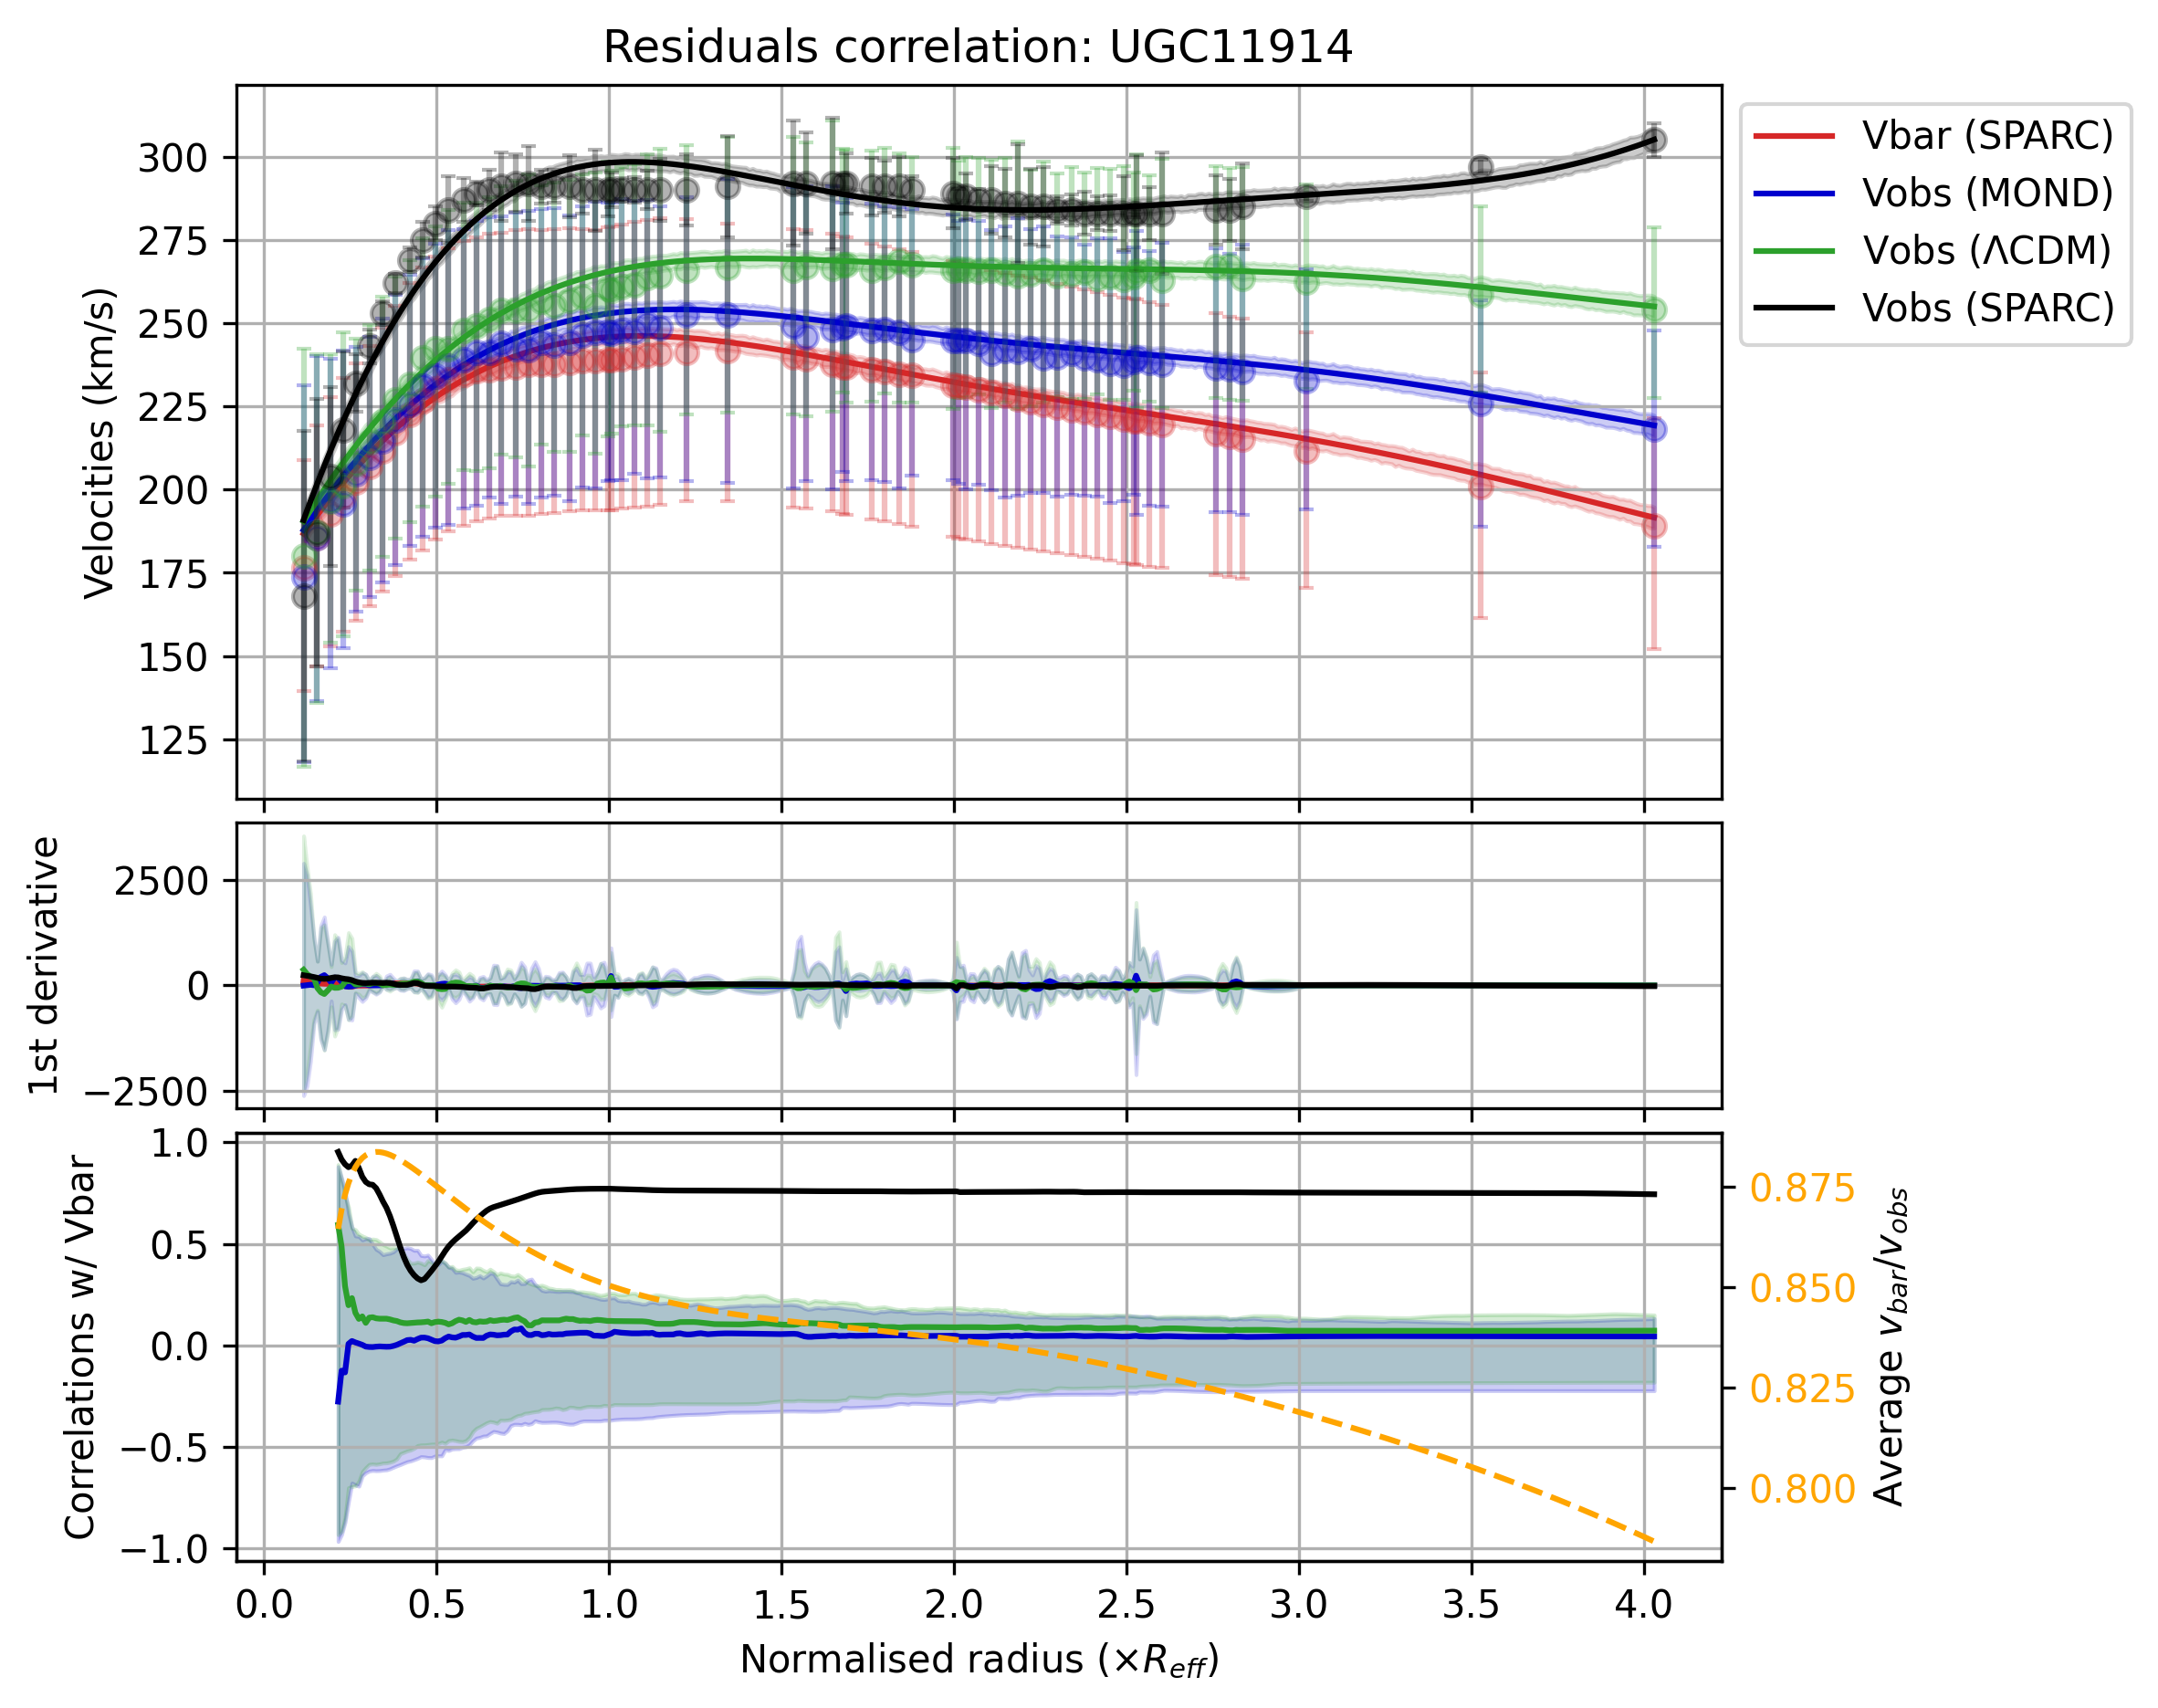 Residuals correlation: UGC11914
Velocities (km/s)
300
275
250
225
200
175
150
125
Vbar (SPARC)
Vobs (MOND)
Vobs (ΛCDM)
Vobs (SPARC)
1st derivative
2500
0
−2500
Correlations w/ Vbar
1.0
0.5
0.0
−0.5
−1.0
0.875
0.850
0.825
0.800
Average v_bar/v_obs
0.0 0.5 1.0 1.5 2.0 2.5 3.0 3.5 4.0
Normalised radius (×R_eff)